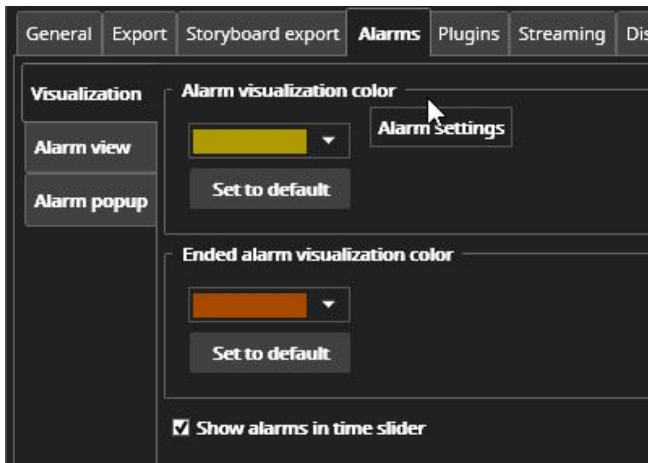 General Export Storyboard export Alarms Plugins Streaming
Visualization
Alarm view
Alarm popup
Alarm visualization color
Alarm settings
Set to default
Ended alarm visualization color
Set to default
Show alarms in time slider